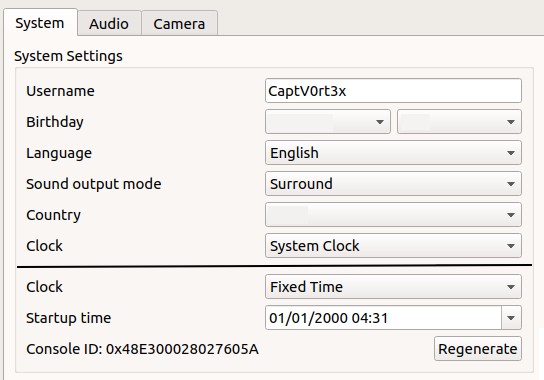 System Audio Camera
System Settings
Username CaptV0rt3x
Birthday
Language English
Sound output mode Surround
Country
Clock System Clock
Clock Fixed Time
Startup time 01/01/2000 04:31
Console ID: 0x48E300028027605A Regenerate